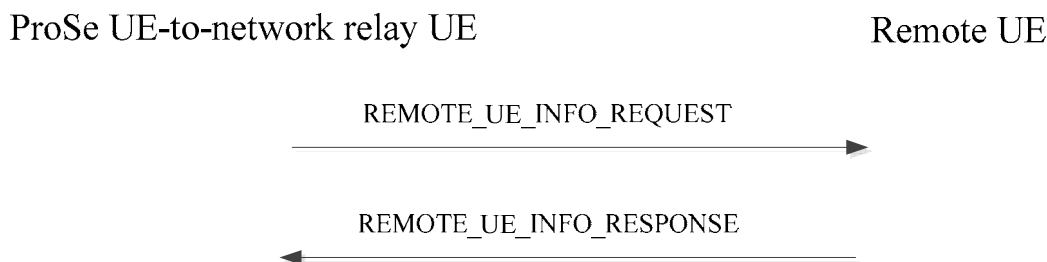 ProSe UE-to-network relay UE
Remote UE
REMOTE_UE_INFO_REQUEST
REMOTE_UE_INFO_RESPONSE